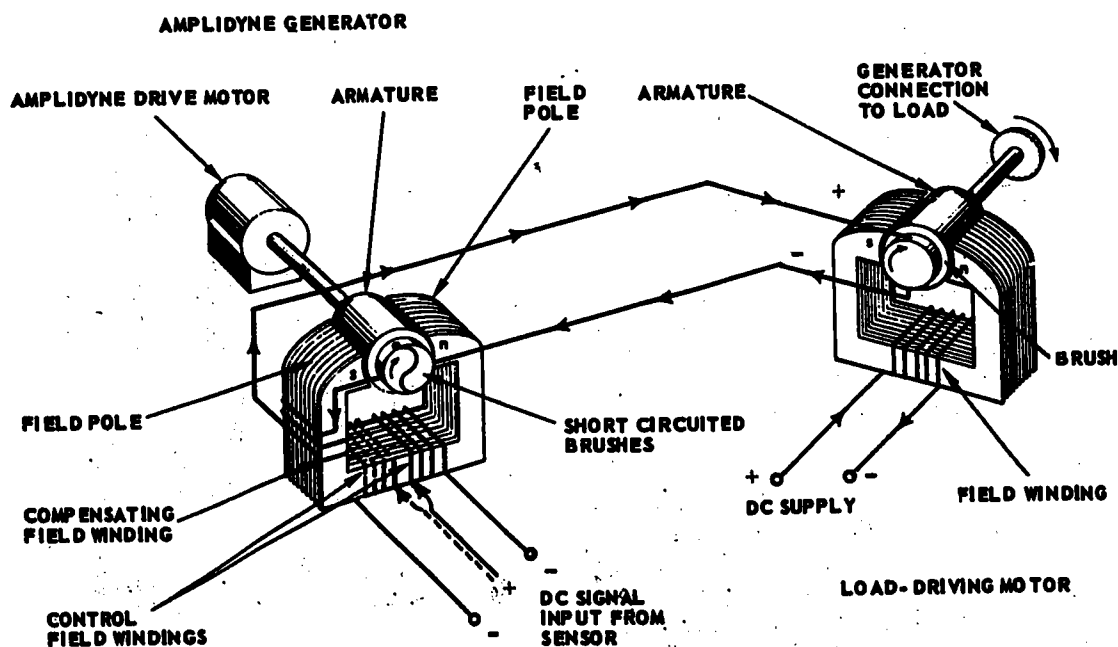 AMPLIDYNE GENERATOR
AMPLIDYNE DRIVE MOTOR
ARMATURE
FIELD
POLE
ARMATURE
GENERATOR
CONNECTION
TO LOAD
+
-
s
n
s
n
BRUSH
FIELD POLE
SHORT CIRCUITED
BRUSHES
+
-
DC SUPPLY
FIELD WINDING
COMPENSATING
FIELD WINDING
-
+
-
DC SIGNAL
INPUT FROM
SENSOR
CONTROL
FIELD WINDINGS
LOAD-DRIVING MOTOR